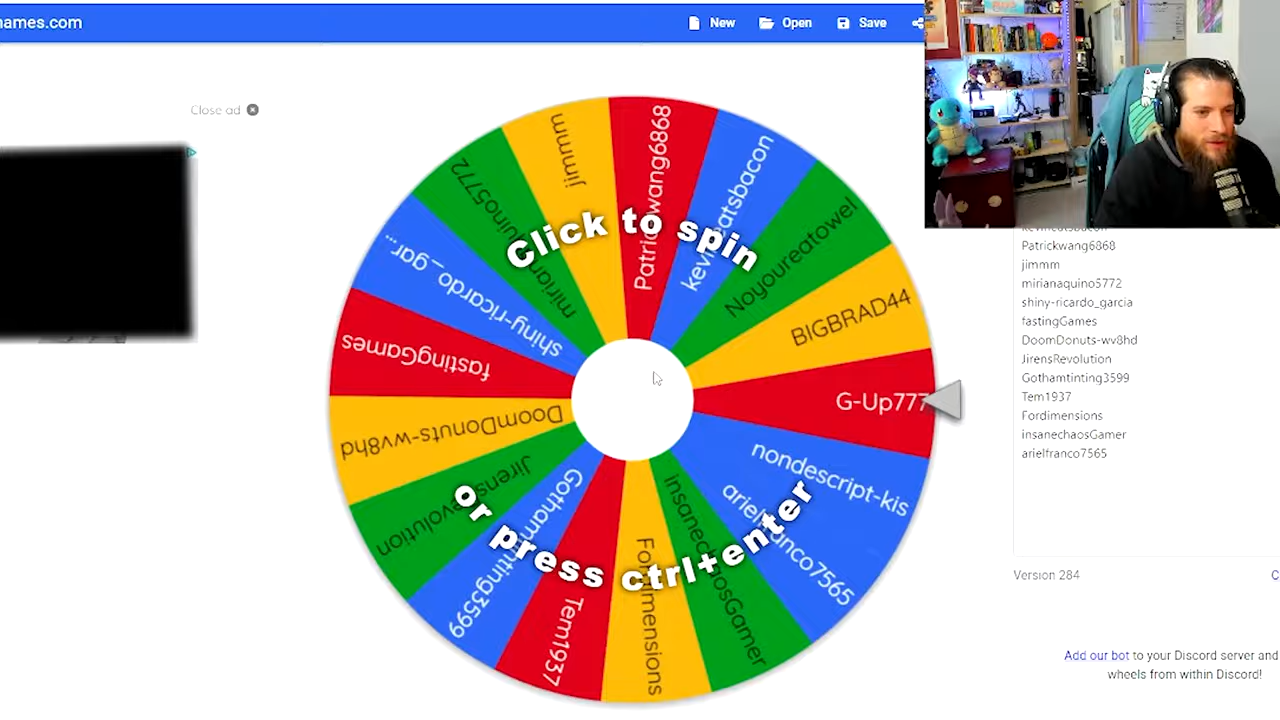 names.com
New
Open
Save
Close ad
Click to spin
or press ctrl+enter
jimmm
Patrickwang6868
Noyoureatowel
BIGBRAD44
G-Up777
nondescript-kis
arielfranco7565
insanechaosGamer
Fordimensions
Tem1937
Gothamtinting3599
JirensRevolution
DoomDonuts-wv8hd
fastingGames
shiny-ricardo_gar...
mirianaquino5772
kevineatsbacon
Patrickwang6868
jimmm
mirianaquino5772
shiny-ricardo_garcia
fastingGames
DoomDonuts-wv8hd
JirensRevolution
Gothamtinting3599
Tem1937
Fordimensions
insanechaosGamer
arielfranco7565
Version 284
Add our bot to your Discord server and
wheels from within Discord!